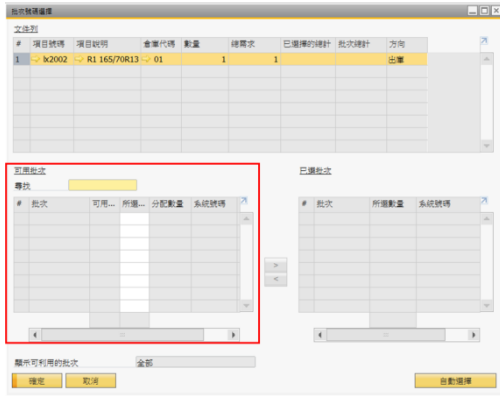 批次號碼選擇
文件列
# 項目號碼 項目說明 倉庫代碼 數量 總需求 已選擇的總計 批次總計 方向
1 lx2002 R1 165/70R13 01 1 1 出庫
可用批次 已選批次
尋找
# 批次 可用... 所選... 分配數量 系統號碼 # 批次 所選數量 系統號碼
>
<
顯示可利用的批次 全部
確定 取消 自動選擇